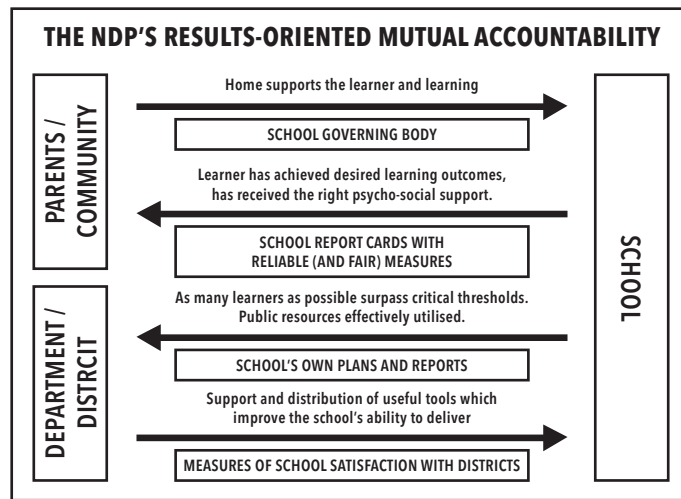 THE NDP'S RESULTS-ORIENTED MUTUAL ACCOUNTABILITY
PARENTS /
COMMUNITY
Home supports the learner and learning
SCHOOL GOVERNING BODY
Learner has achieved desired learning outcomes,
has received the right psycho-social support.
SCHOOL REPORT CARDS WITH
RELIABLE (AND FAIR) MEASURES
DEPARTMENT /
DISTRCIT
As many learners as possible surpass critical thresholds.
Public resources effectively utilised.
SCHOOL'S OWN PLANS AND REPORTS
Support and distribution of useful tools which
improve the school's ability to deliver
MEASURES OF SCHOOL SATISFACTION WITH DISTRICTS
SCHOOL